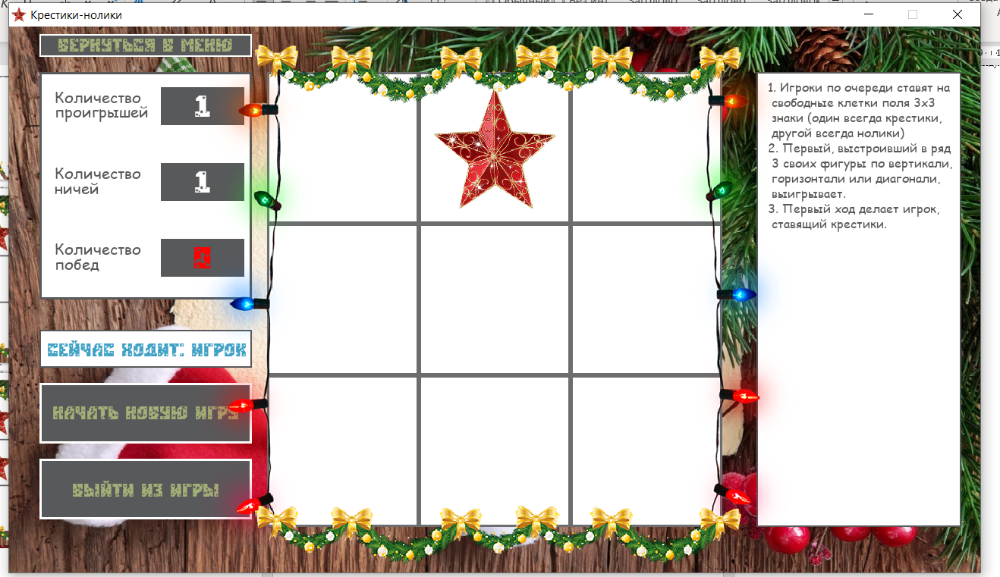 Крестики-нолики
ВЕРНУТЬСЯ В МЕНЮ
Количество
проигрышей
1
Количество
ничей
1
Количество
побед
СЕЙЧАС ХОДИТ: ИГРОК
НАЧАТЬ НОВУЮ ИГРУ
ВЫЙТИ ИЗ ИГРЫ
1. Игроки по очереди ставят на
свободные клетки поля 3х3
знаки (один всегда крестики,
другой всегда нолики)
2. Первый, выстроивший в ряд
3 своих фигуры по вертикали,
горизонтали или диагонали,
выигрывает.
3. Первый ход делает игрок,
ставящий крестики.